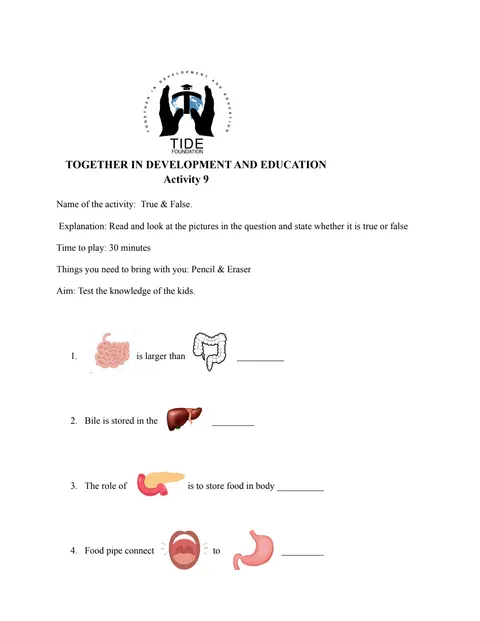 TOGETHER IN DEVELOPMENT AND EDUCATION
TIDE
FOUNDATION
TOGETHER IN DEVELOPMENT AND EDUCATION
Activity 9
Name of the activity: True & False.
Explanation: Read and look at the pictures in the question and state whether it is true or false
Time to play: 30 minutes
Things you need to bring with you: Pencil & Eraser
Aim: Test the knowledge of the kids.
1. is larger than __________
2. Bile is stored in the _________
3. The role of is to store food in body __________
4. Food pipe connect to _________